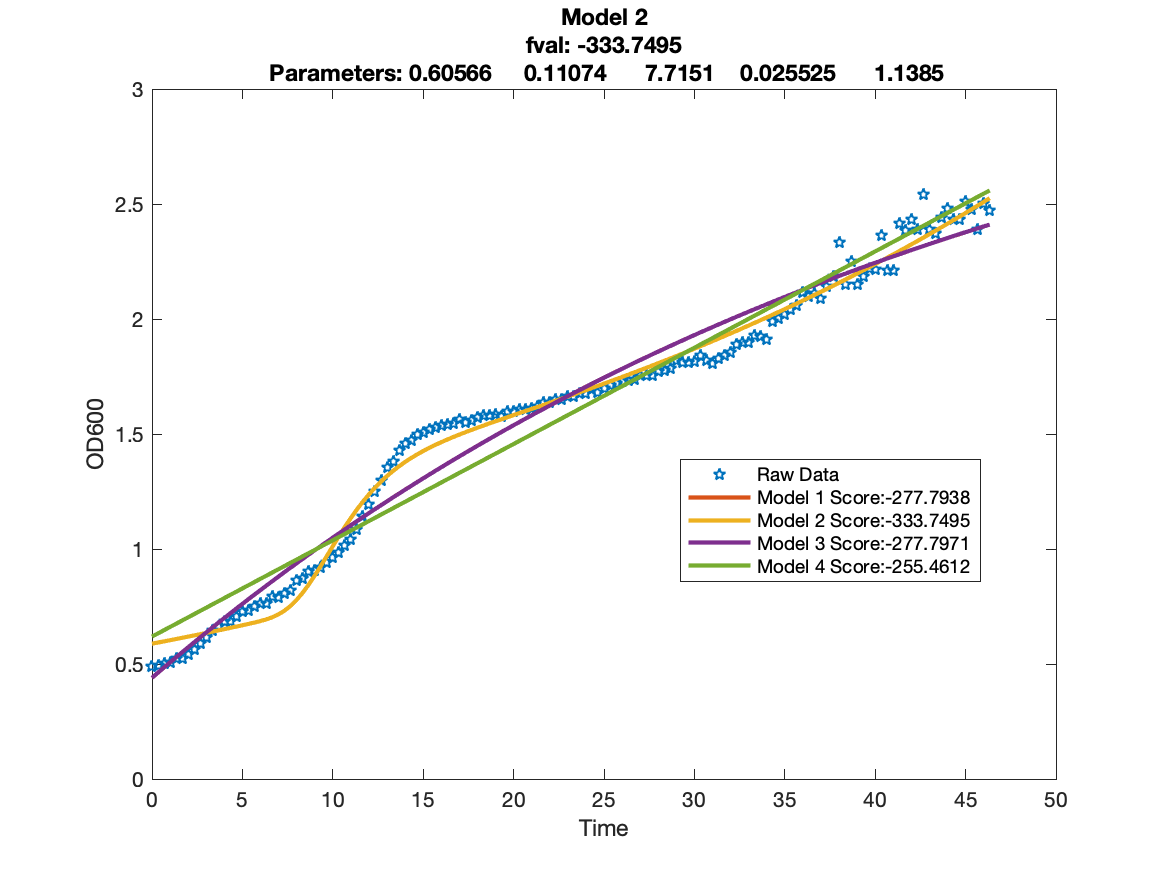 Model 2
fval: -333.7495
Parameters: 0.60566 0.11074 7.7151 0.025525 1.1385
3
2.5
2
1.5
1
0.5
0
OD600
0 5 10 15 20 25 30 35 40 45 50
Time
Raw Data
Model 1 Score:-277.7938
Model 2 Score:-333.7495
Model 3 Score:-277.7971
Model 4 Score:-255.4612